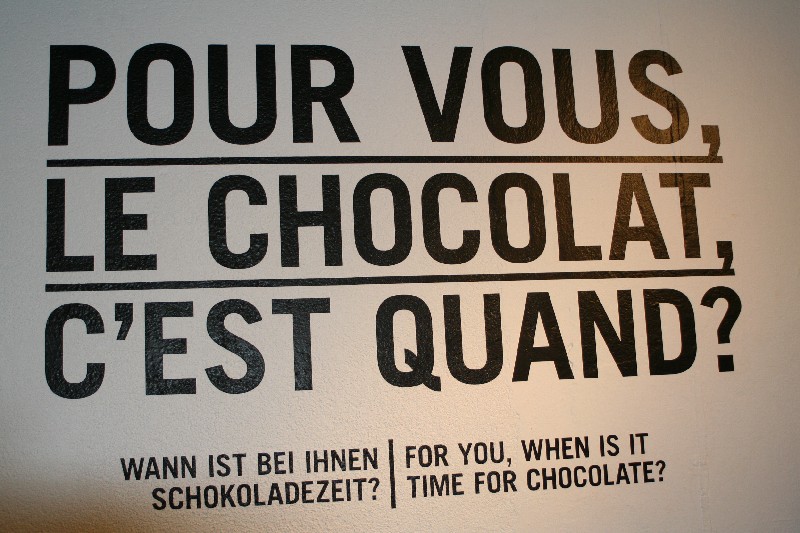 POUR VOUS,
LE CHOCOLAT,
C'EST QUAND?
WANN IST BEI IHNEN
SCHOKOLADEZEIT?
FOR YOU, WHEN IS IT
TIME FOR CHOCOLATE?